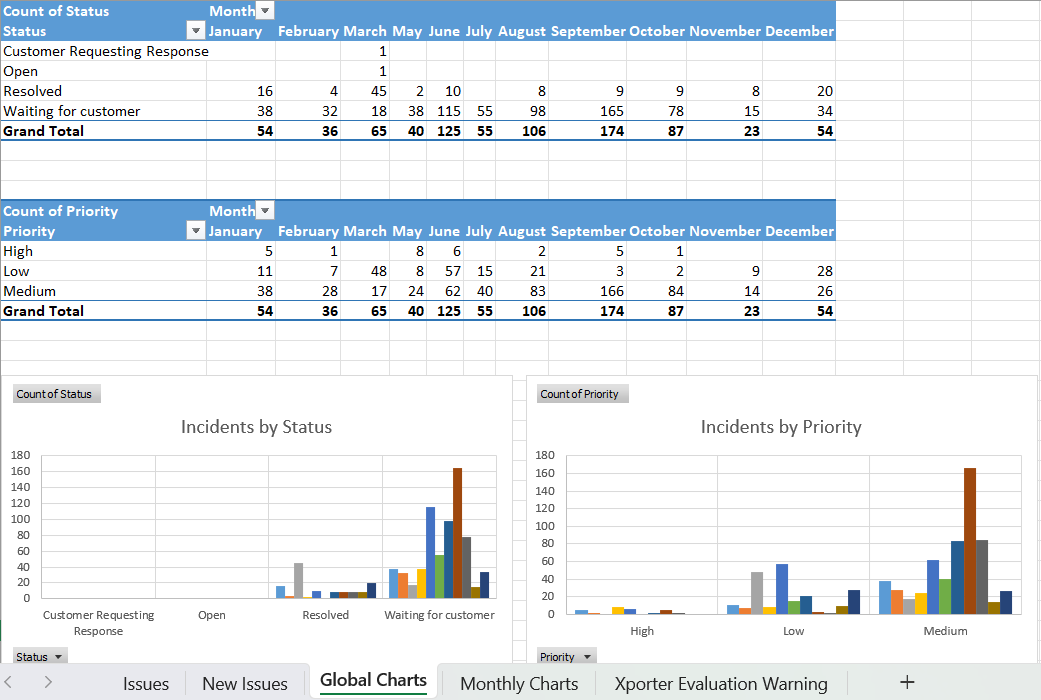 Count of Status Month
Status January February March May June July August September October November December
Customer Requesting Response 1
Open 1
Resolved 16 4 45 2 10 8 9 9 8 20
Waiting for customer 38 32 18 38 115 55 98 165 78 15 34
Grand Total 54 36 65 40 125 55 106 174 87 23 54
Count of Priority Month
Priority January February March May June July August September October November December
High 5 1 8 6 2 5 1
Low 11 7 48 8 57 15 21 3 2 9 28
Medium 38 28 17 24 62 40 83 166 84 14 26
Grand Total 54 36 65 40 125 55 106 174 87 23 54
Count of Status
Incidents by Status
180
160
140
120
100
80
60
40
20
0
Customer Requesting Response Open Resolved Waiting for customer
Status
Count of Priority
Incidents by Priority
180
160
140
120
100
80
60
40
20
0
High Low Medium
Priority
Issues New Issues Global Charts Monthly Charts Xporter Evaluation Warning +